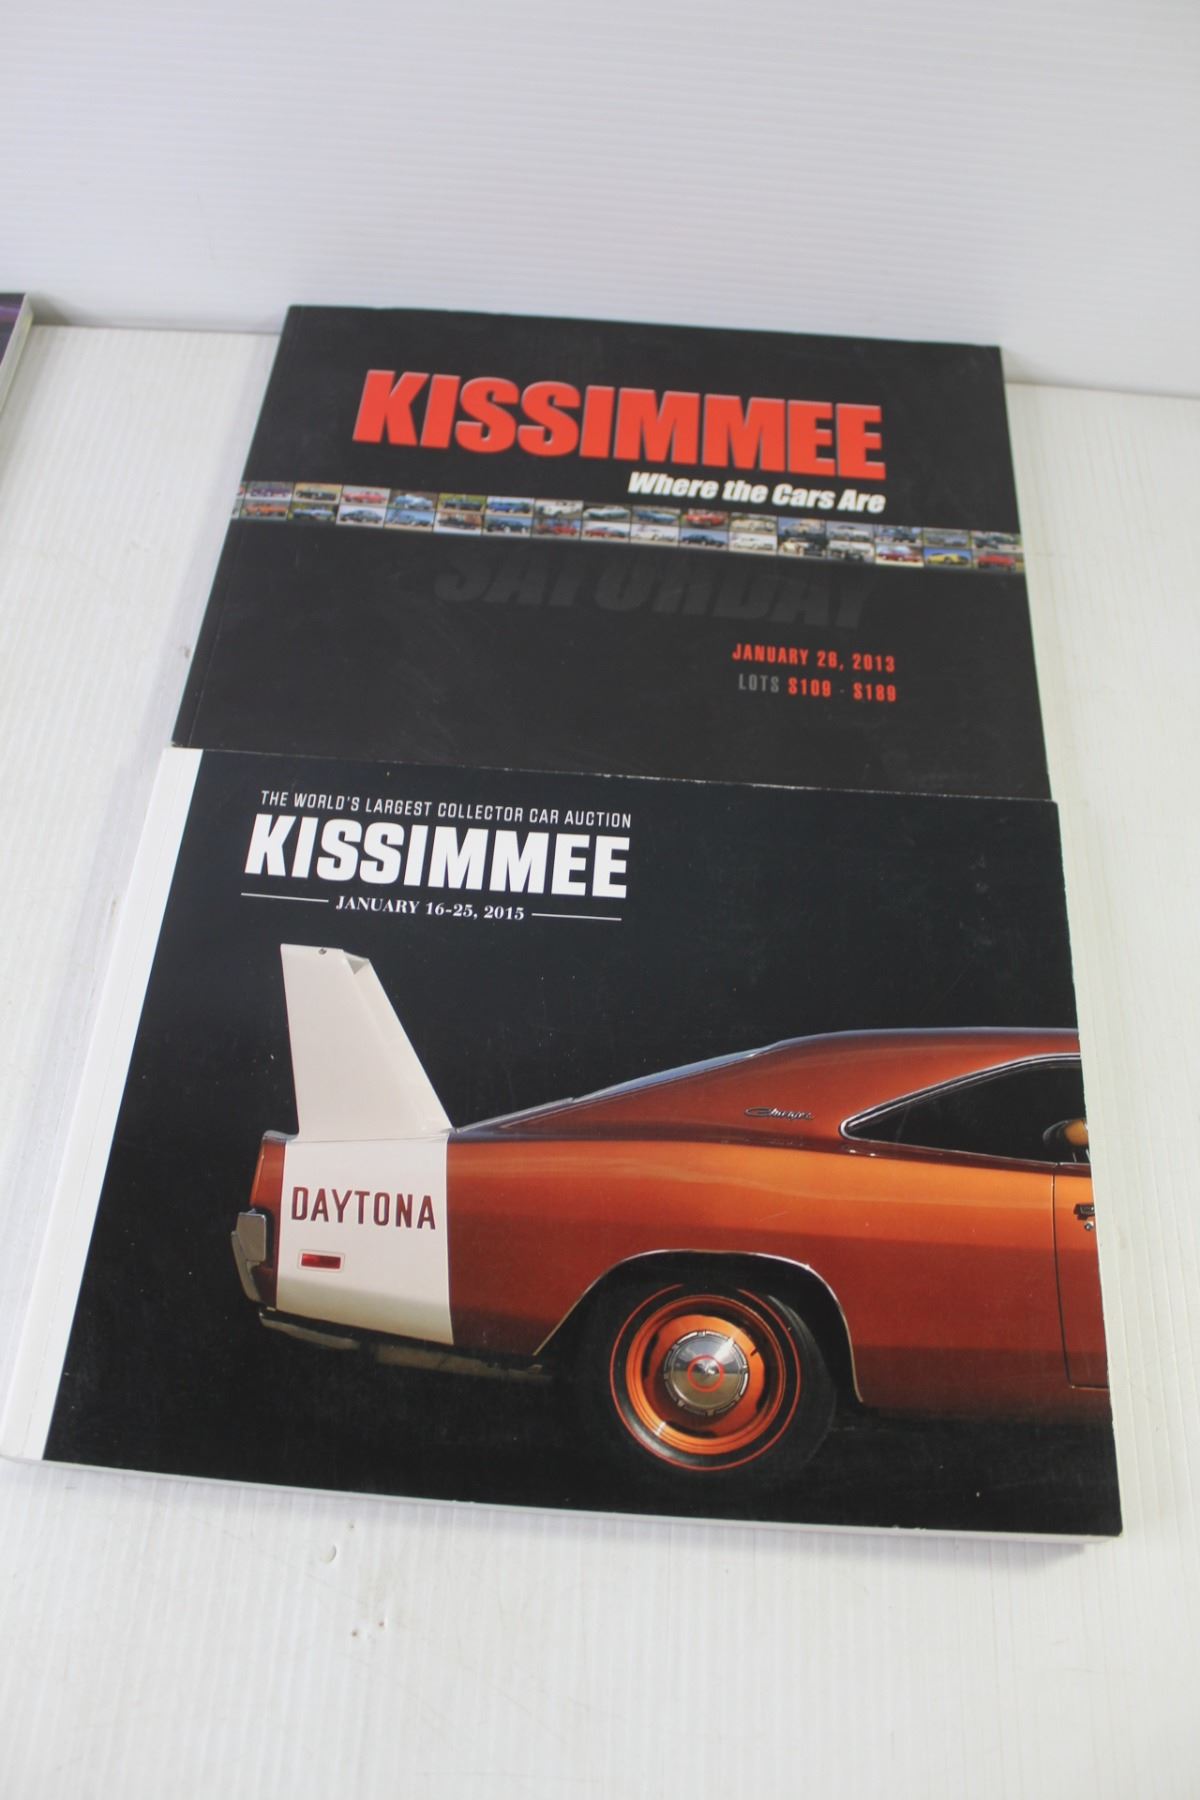 KISSIMMEE
Where the Cars Are
SATURDAY
JANUARY 26, 2013
LOTS S109 - S189
THE WORLD'S LARGEST COLLECTOR CAR AUCTION
KISSIMMEE
JANUARY 16-25, 2015
Charger
DAYTONA